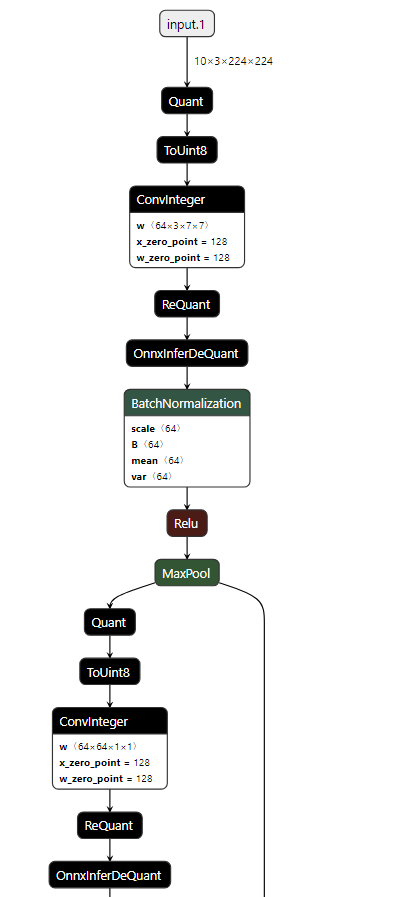 input.1
10×3×224×224
Quant
ToUint8
ConvInteger
w ⟨64×3×7×7⟩
x_zero_point = 128
w_zero_point = 128
ReQuant
OnnxInferDeQuant
BatchNormalization
scale ⟨64⟩
B ⟨64⟩
mean ⟨64⟩
var ⟨64⟩
Relu
MaxPool
Quant
ToUint8
ConvInteger
w ⟨64×64×1×1⟩
x_zero_point = 128
w_zero_point = 128
ReQuant
OnnxInferDeQuant